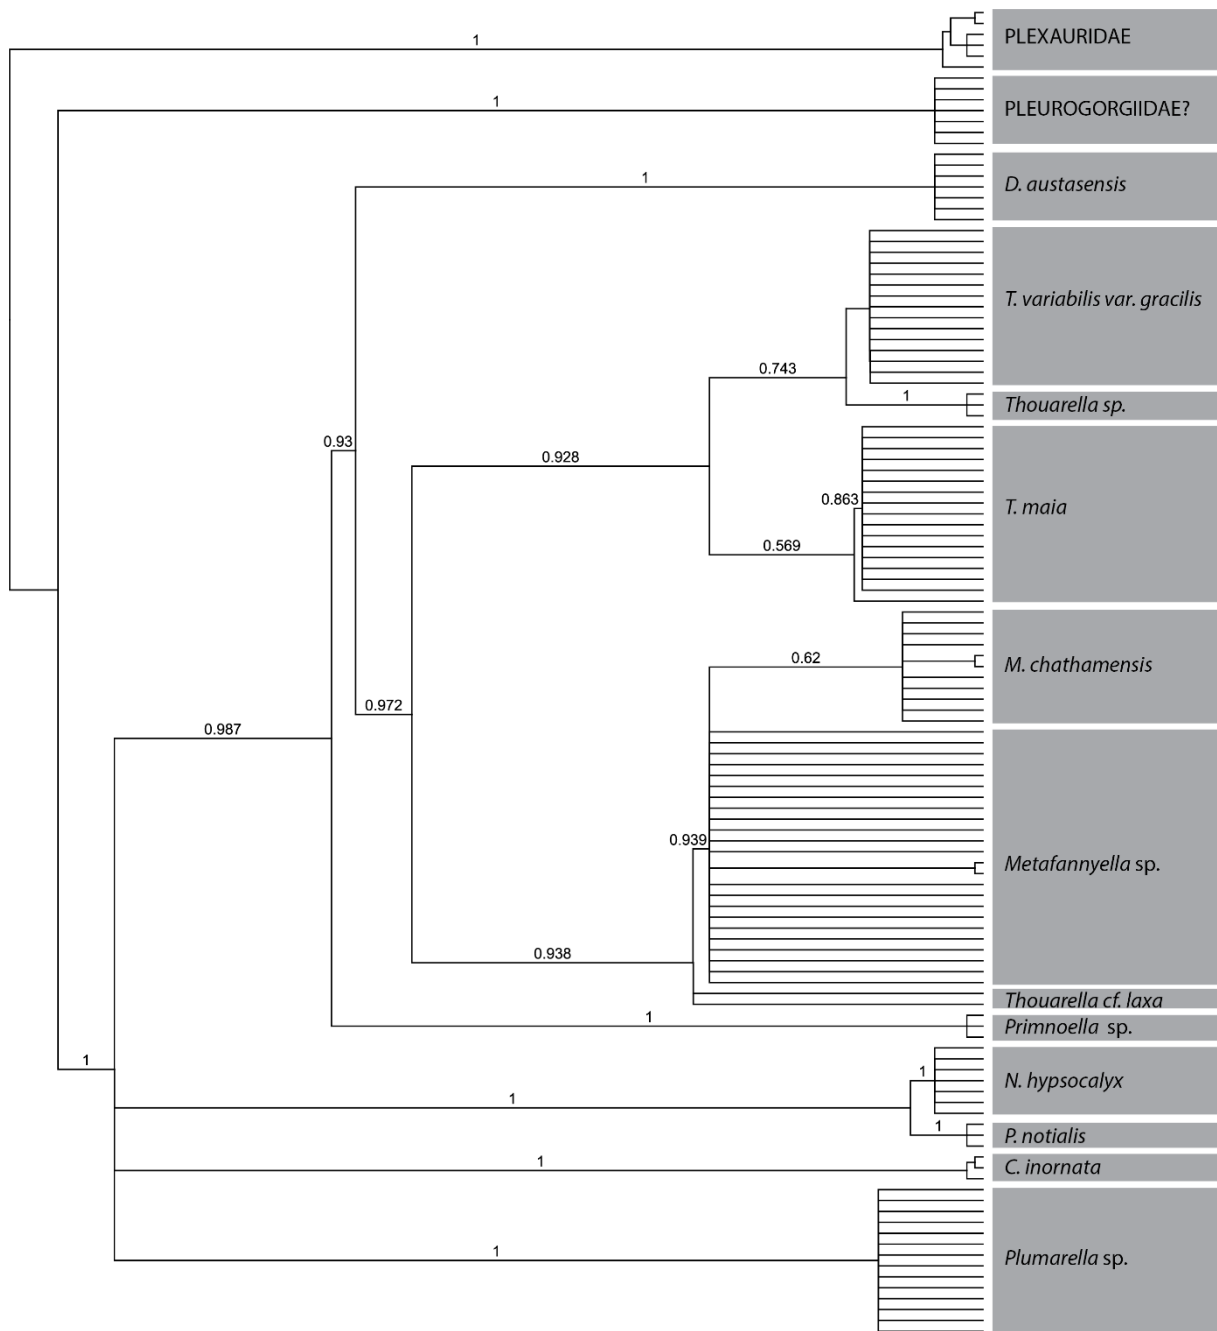 PLEXAURIDAE
1
PLEUROGORGIIDAE?
1
D. austasensis
1
T. variabilis var. gracilis
0.743
Thouarella sp.
1
0.93
0.928
T. maia
0.863
0.569
M. chathamensis
0.62
0.972
0.987
Metafannyella sp.
0.939
0.938
Thouarella cf. laxa
Primnoella sp.
1
1
N. hypsocalyx
1
1
P. notialis
1
C. inornata
1
Plumarella sp.
1